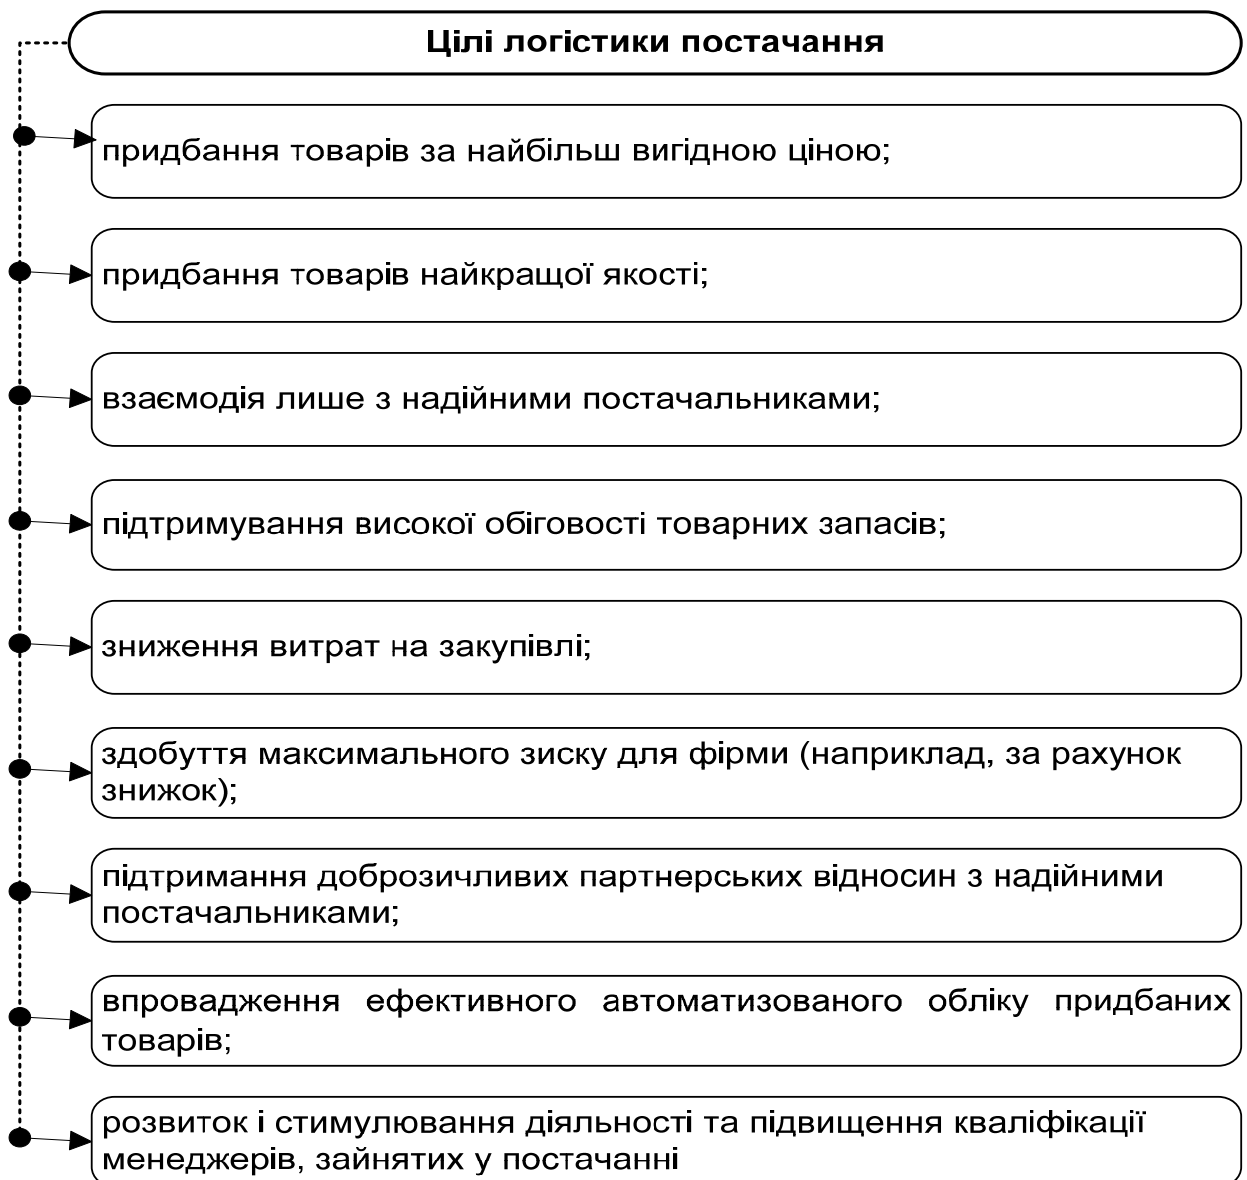 Цілі логістики постачання
придбання товарів за найбільш вигідною ціною;
придбання товарів найкращої якості;
взаємодія лише з надійними постачальниками;
підтримування високої обіговості товарних запасів;
зниження витрат на закупівлі;
здобуття максимального зиску для фірми (наприклад, за рахунок
знижок);
підтримання доброзичливих партнерських відносин з надійними
постачальниками;
впровадження ефективного автоматизованого обліку придбаних
товарів;
розвиток і стимулювання діяльності та підвищення кваліфікації
менеджерів, зайнятих у постачанні